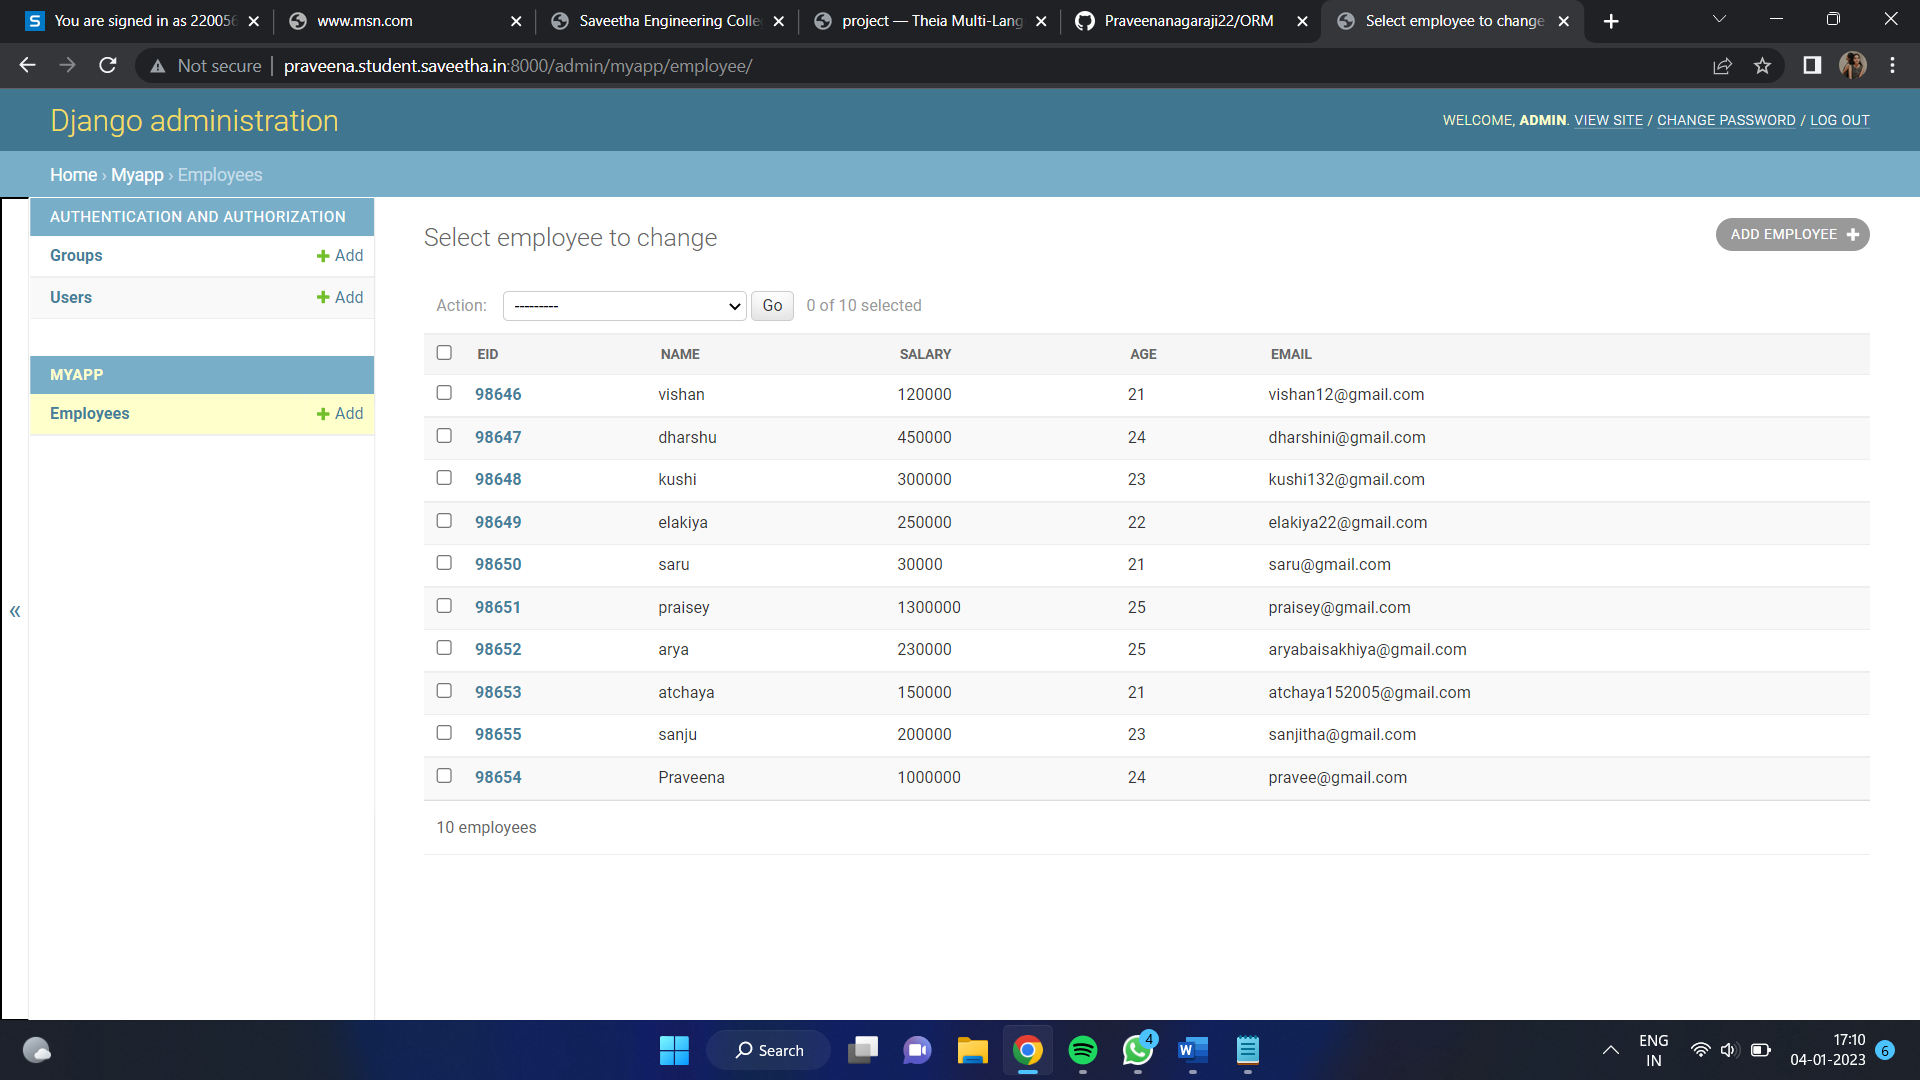 You are signed in as 22005
www.msn.com
Saveetha Engineering Colle
project — Theia Multi-Lang
Praveenanagaraji22/ORM
Select employee to change
Not secure
praveena.student.saveetha.in:8000/admin/myapp/employee/
Django administration
WELCOME, ADMIN. VIEW SITE / CHANGE PASSWORD / LOG OUT
Home › Myapp › Employees
AUTHENTICATION AND AUTHORIZATION
Groups + Add
Users + Add
MYAPP
Employees + Add
«
Select employee to change
ADD EMPLOYEE +
Action: --------- Go 0 of 10 selected
EID NAME SALARY AGE EMAIL
98646 vishan 120000 21 vishan12@gmail.com
98647 dharshu 450000 24 dharshini@gmail.com
98648 kushi 300000 23 kushi132@gmail.com
98649 elakiya 250000 22 elakiya22@gmail.com
98650 saru 30000 21 saru@gmail.com
98651 praisey 1300000 25 praisey@gmail.com
98652 arya 230000 25 aryabaisakhiya@gmail.com
98653 atchaya 150000 21 atchaya152005@gmail.com
98655 sanju 200000 23 sanjitha@gmail.com
98654 Praveena 1000000 24 pravee@gmail.com
10 employees
Search
4
ENG
IN
17:10
04-01-2023
6